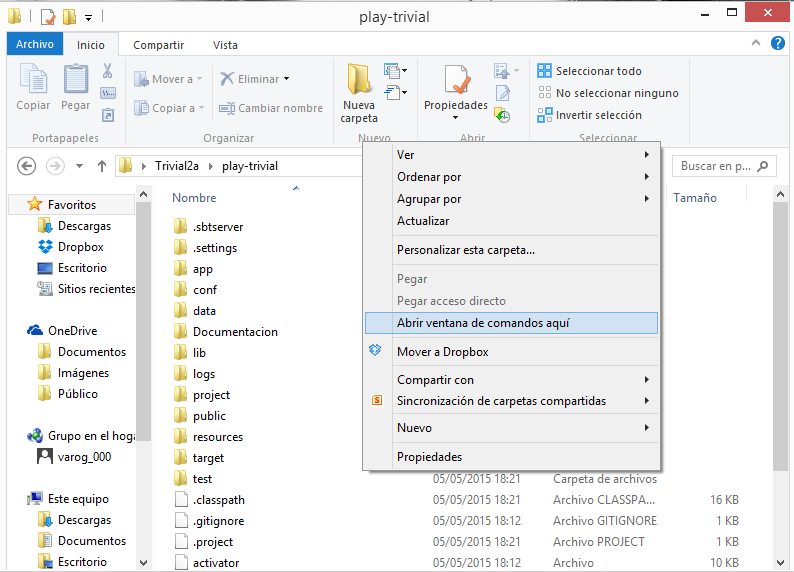 play-trivial
Archivo Inicio Compartir Vista
Copiar Pegar Mover a Copiar a Eliminar Cambiar nombre Nueva carpeta Propiedades Seleccionar todo No seleccionar ninguno Invertir selección
Portapapeles Organizar Nuevo Abrir Seleccionar
Trivial2a play-trivial Buscar en p...
Nombre Tamaño
Favoritos
Descargas
Dropbox
Escritorio
Sitios recientes
OneDrive
Documentos
Imágenes
Público
Grupo en el hoga
varog_000
Este equipo
Descargas
Documentos
Escritorio
.sbtserver
.settings
app
conf
data
Documentacion
lib
logs
project
public
resources
target
test 05/05/2015 18:21 Carpeta de archivos
.classpath 05/05/2015 18:21 Archivo CLASSPA... 16 KB
.gitignore 05/05/2015 18:12 Archivo GITIGNORE 1 KB
.project 05/05/2015 18:21 Archivo PROJECT 1 KB
activator 05/05/2015 18:12 Archivo 10 KB
Ver
Ordenar por
Agrupar por
Actualizar
Personalizar esta carpeta...
Pegar
Pegar acceso directo
Abrir ventana de comandos aquí
Mover a Dropbox
Compartir con
Sincronización de carpetas compartidas
Nuevo
Propiedades